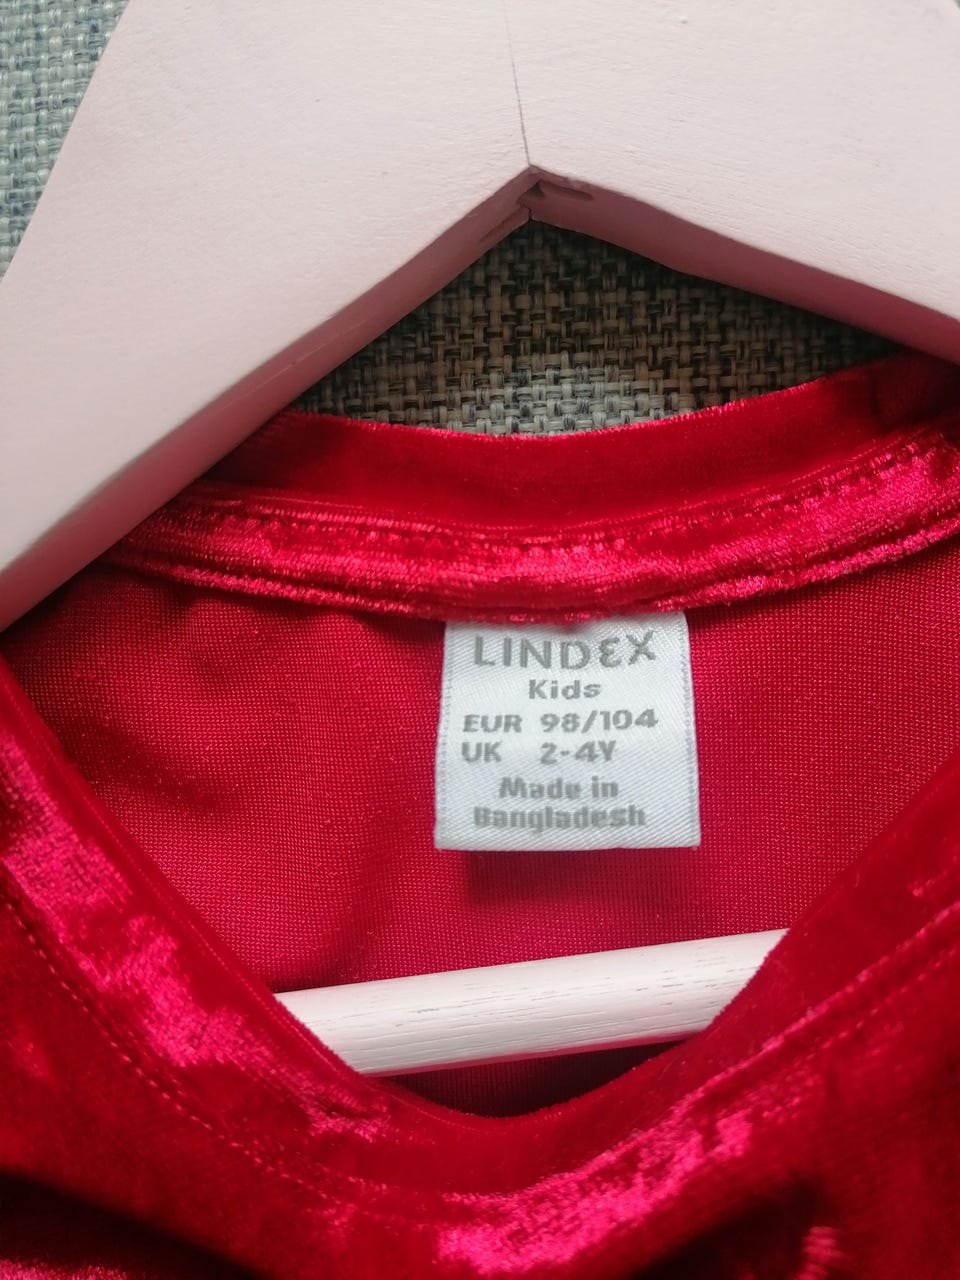 LINDEX
Kids
EUR 98/104
UK 2-4Y
Made in
Bangladesh